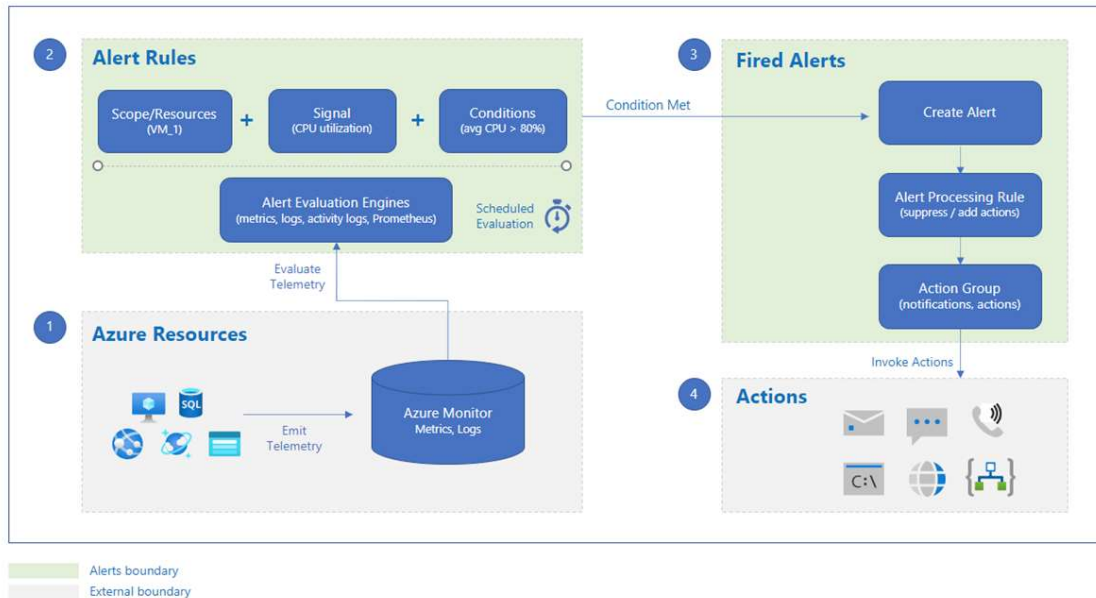 2
Alert Rules
Scope/Resources
(VM_1)
+
Signal
(CPU utilization)
+
Conditions
(avg CPU > 80%)
Alert Evaluation Engines
(metrics, logs, activity logs, Prometheus)
Scheduled
Evaluation
Condition Met
3
Fired Alerts
Create Alert
Alert Processing Rule
(suppress / add actions)
Action Group
(notifications, actions)
Evaluate
Telemetry
1
Azure Resources
SQL
Emit
Telemetry
Azure Monitor
Metrics, Logs
Invoke Actions
4
Actions
C:\
Alerts boundary
External boundary